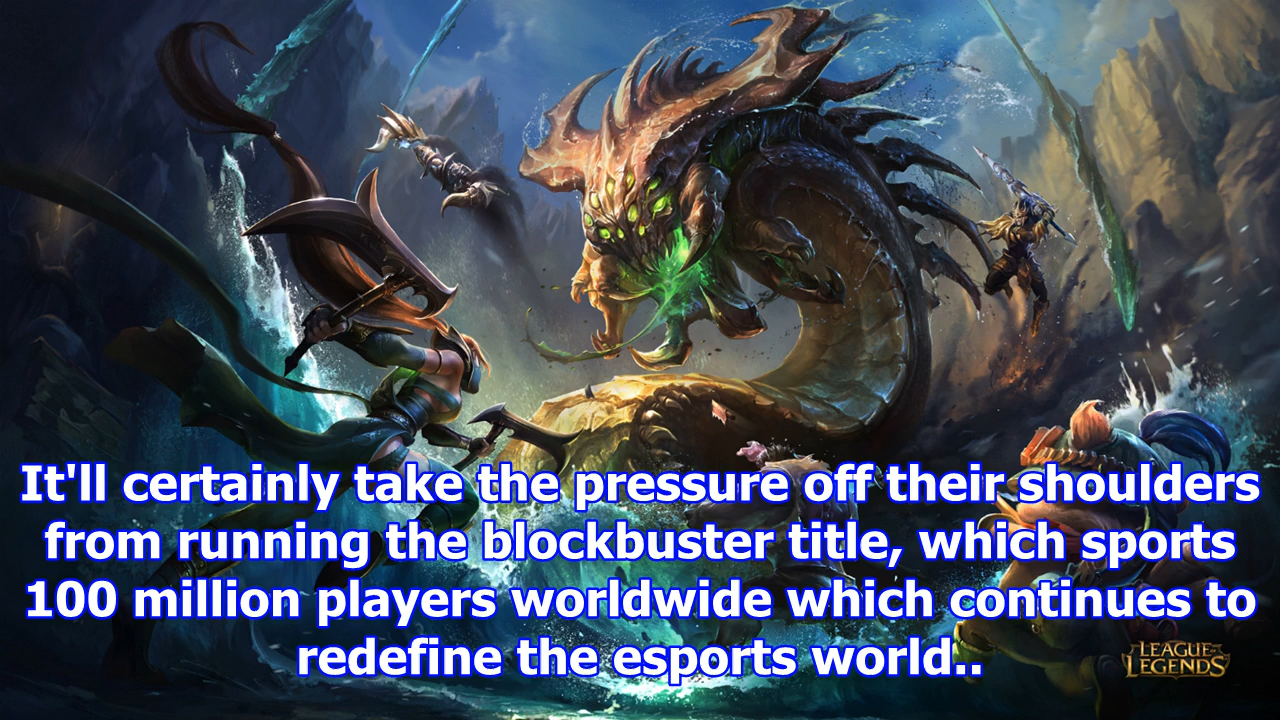 It'll certainly take the pressure off their shoulders
from running the blockbuster title, which sports
100 million players worldwide which continues to
redefine the esports world..
LEAGUE OF
LEGENDS